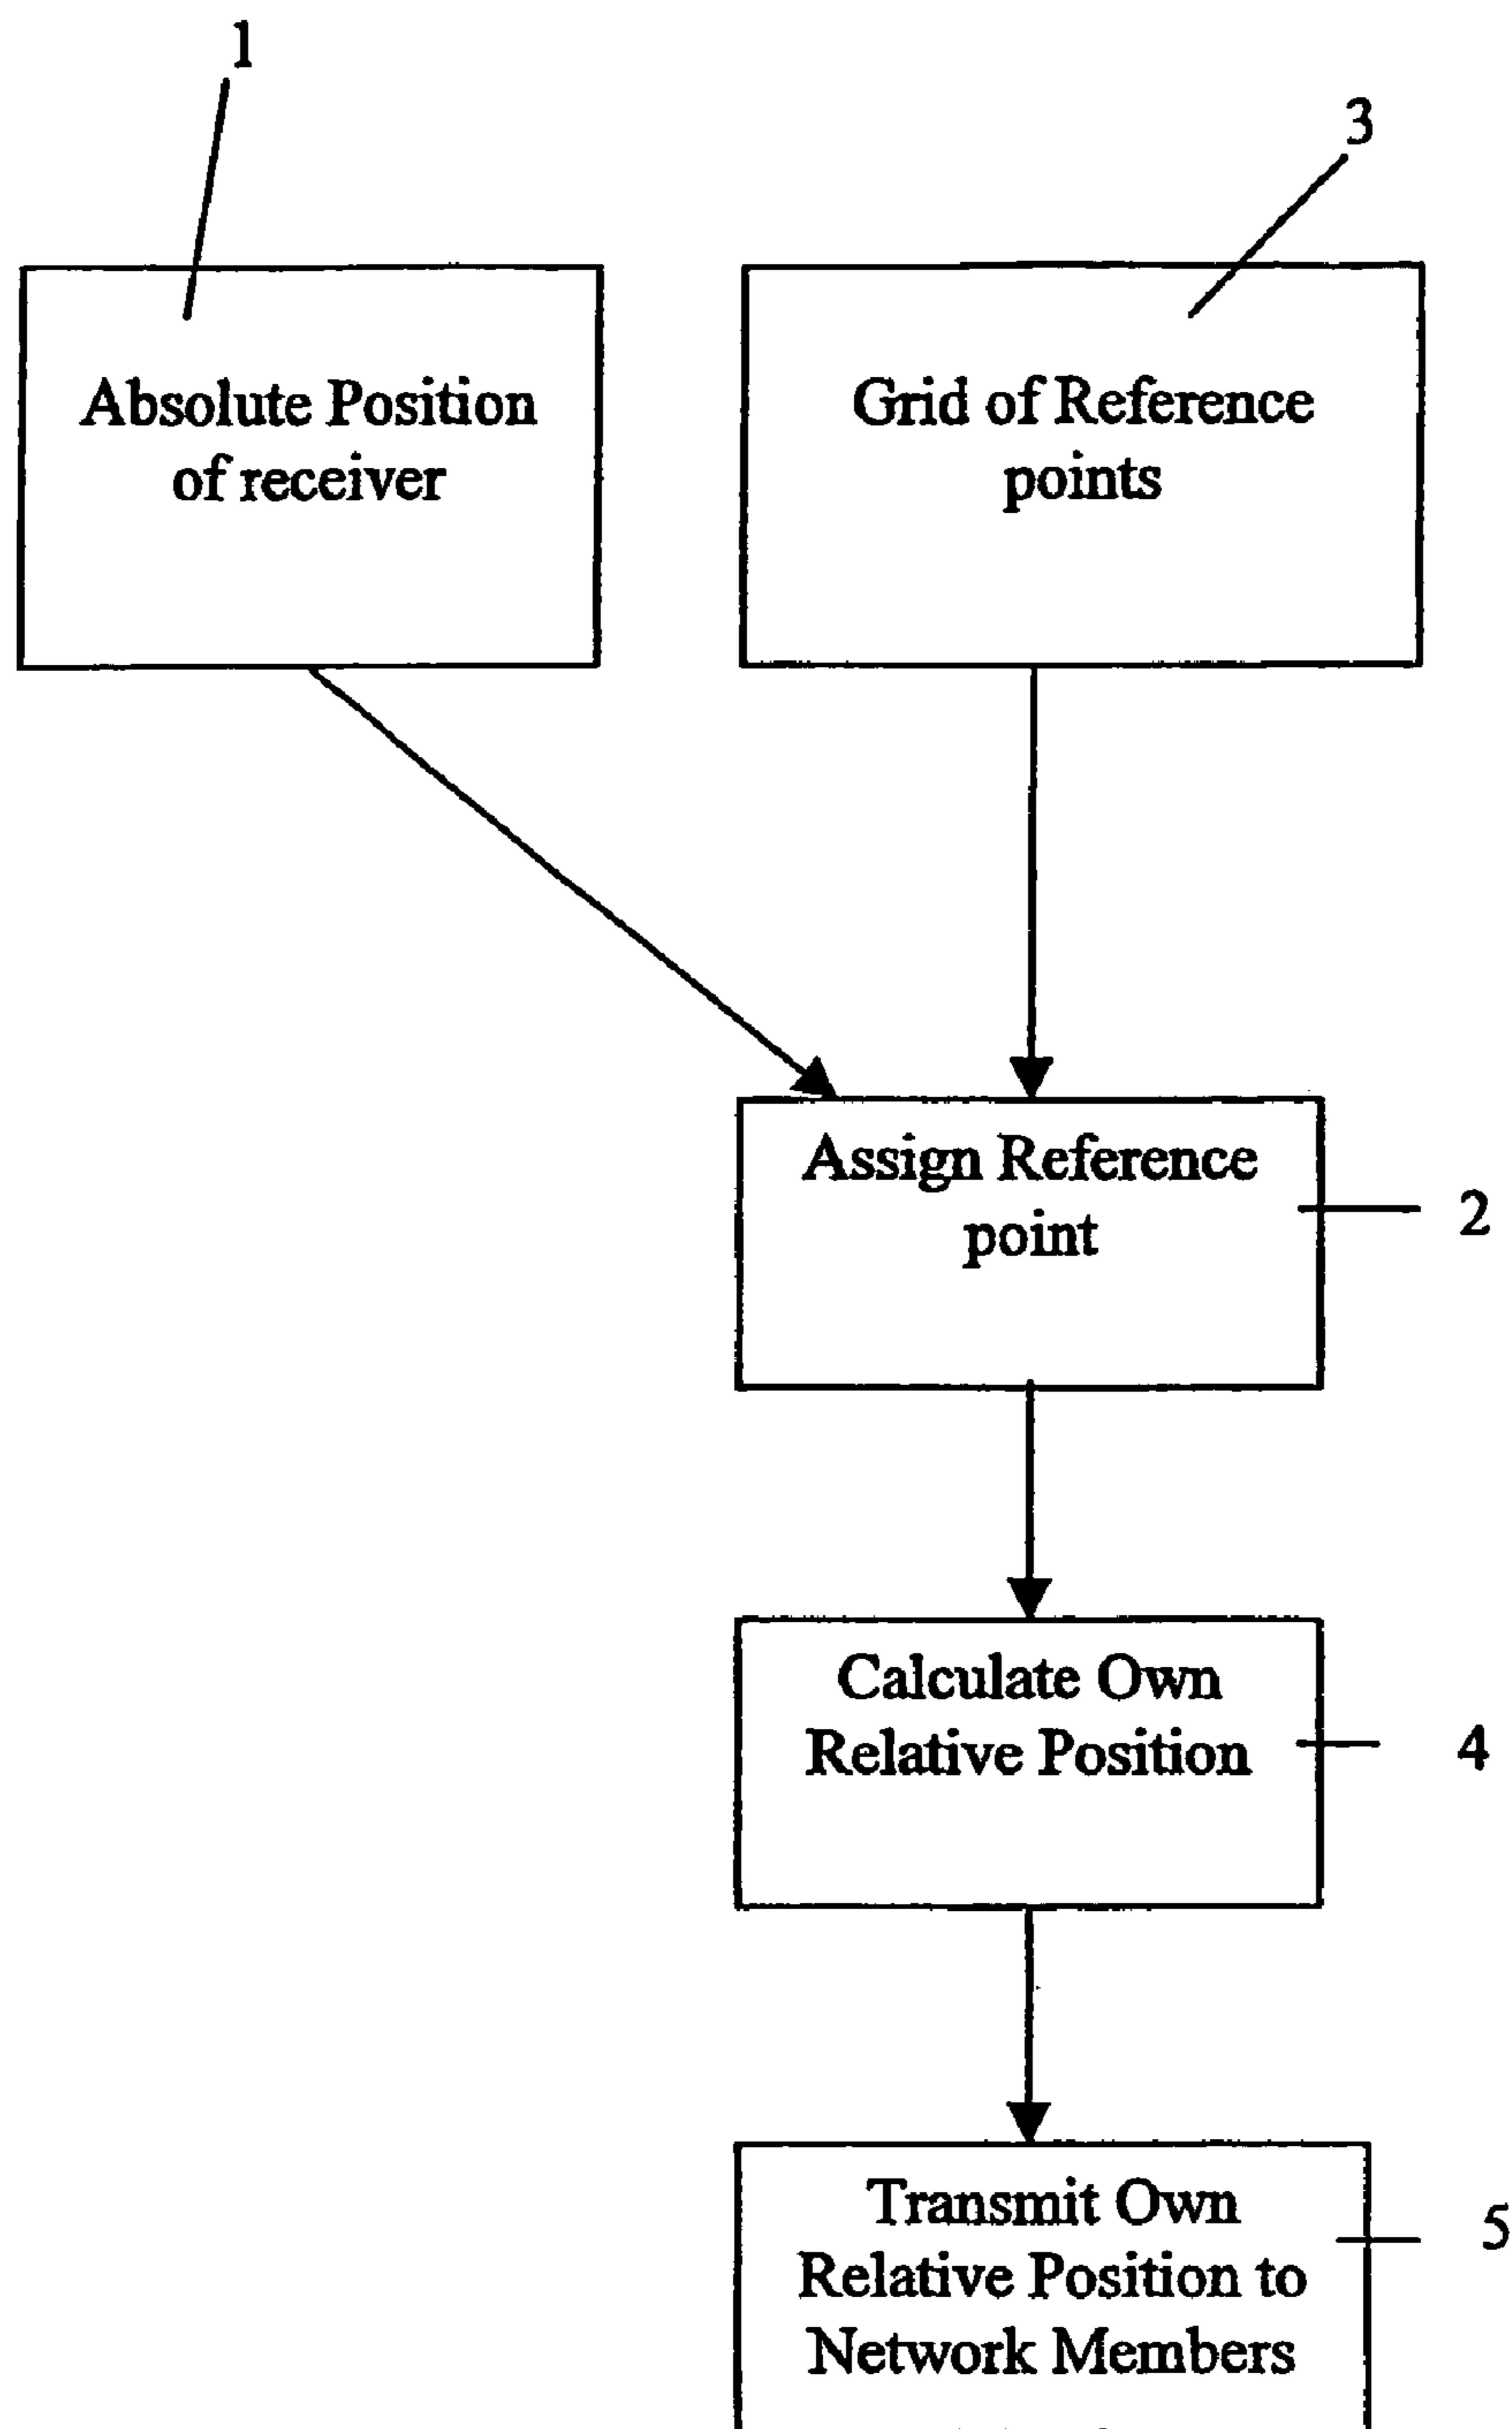 1
3
Absolute Position
of receiver
Grid of Reference
points
Assign Reference
point
2
Calculate Own
Relative Position
4
Transmit Own
Relative Position to
Network Members
5